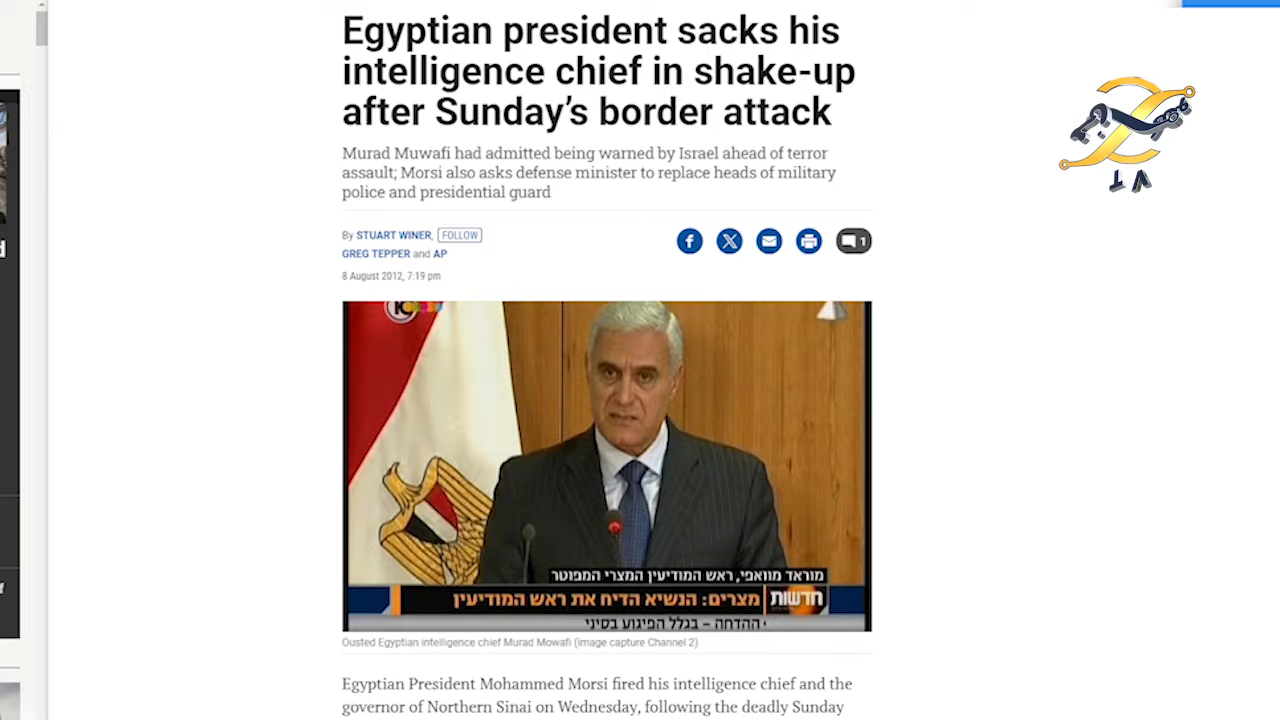 Egyptian president sacks his
intelligence chief in shake-up
after Sunday’s border attack
Murad Muwafi had admitted being warned by Israel ahead of terror
assault; Morsi also asks defense minister to replace heads of military
police and presidential guard
By STUART WINER, FOLLOW
GREG TEPPER and AP
8 August 2012, 7:19 pm
1
מוראד מוואפי, ראש המודיעין המצרי המפוטר
חדשות
מצרים: הנשיא הדיח את ראש המודיעין
ההדחה – בגלל הפיגוע בסיני
Ousted Egyptian intelligence chief Murad Mowafi (image capture Channel 2)
Egyptian President Mohammed Morsi fired his intelligence chief and the
governor of Northern Sinai on Wednesday, following the deadly Sunday